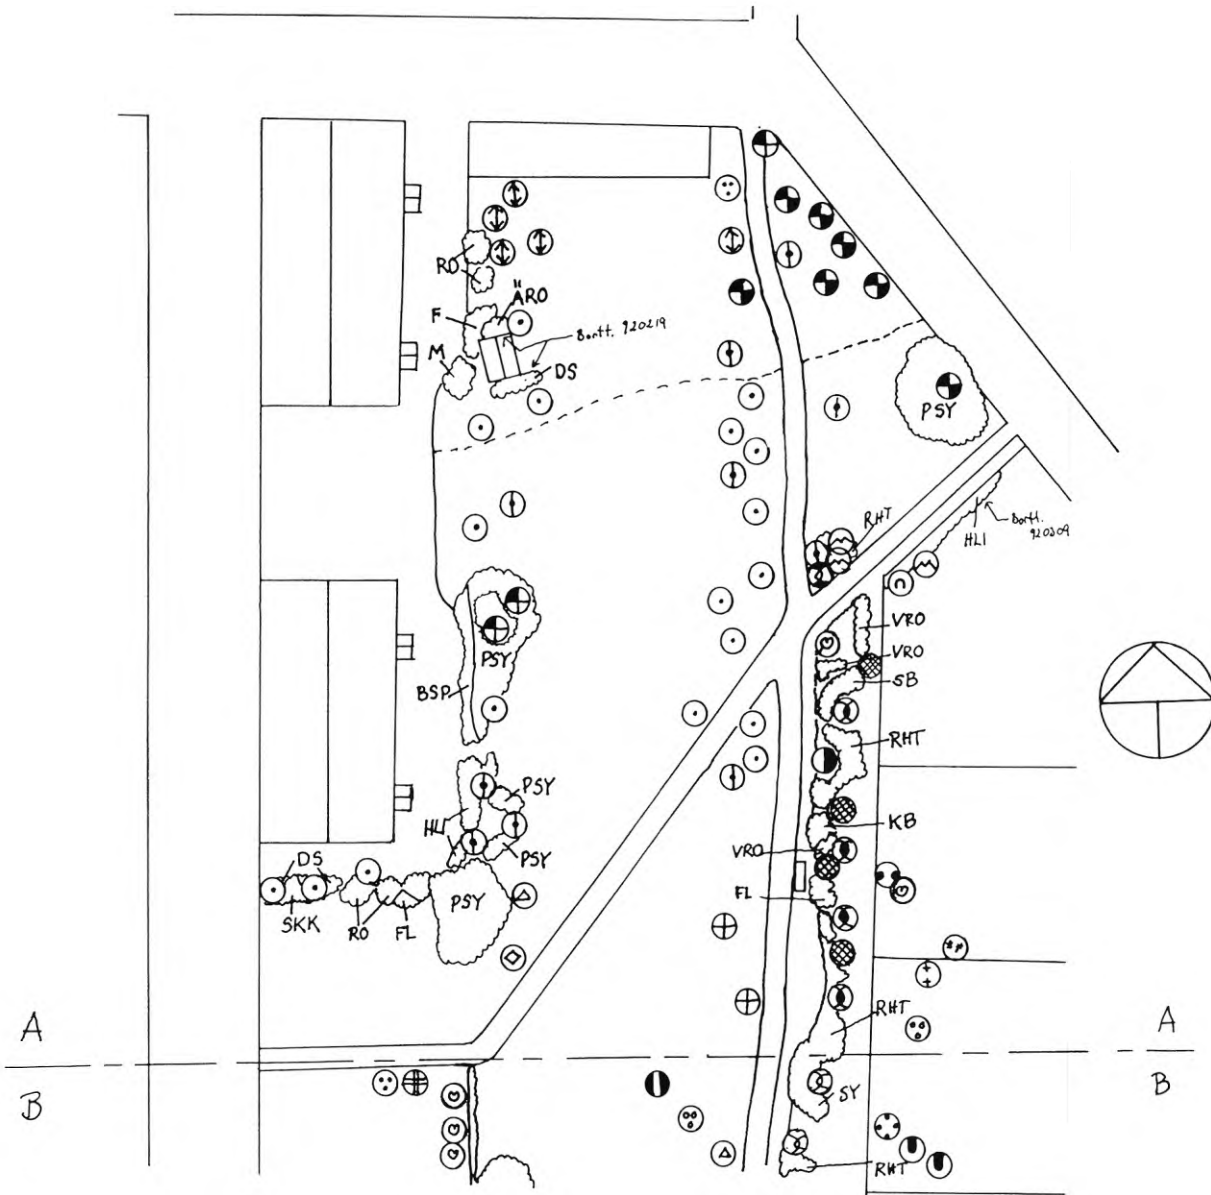 RO
ÄRO
F
Bortt. 920219
M
DS
PSY
RHT
HLI
Bortt.
920309
VRO
VRO
SB
PSY
BSP
RHT
PSY
KB
HLI
VRO
PSY
DS
FL
PSY
SKK
RO
FL
RHT
A
A
B
B
SY
RHT